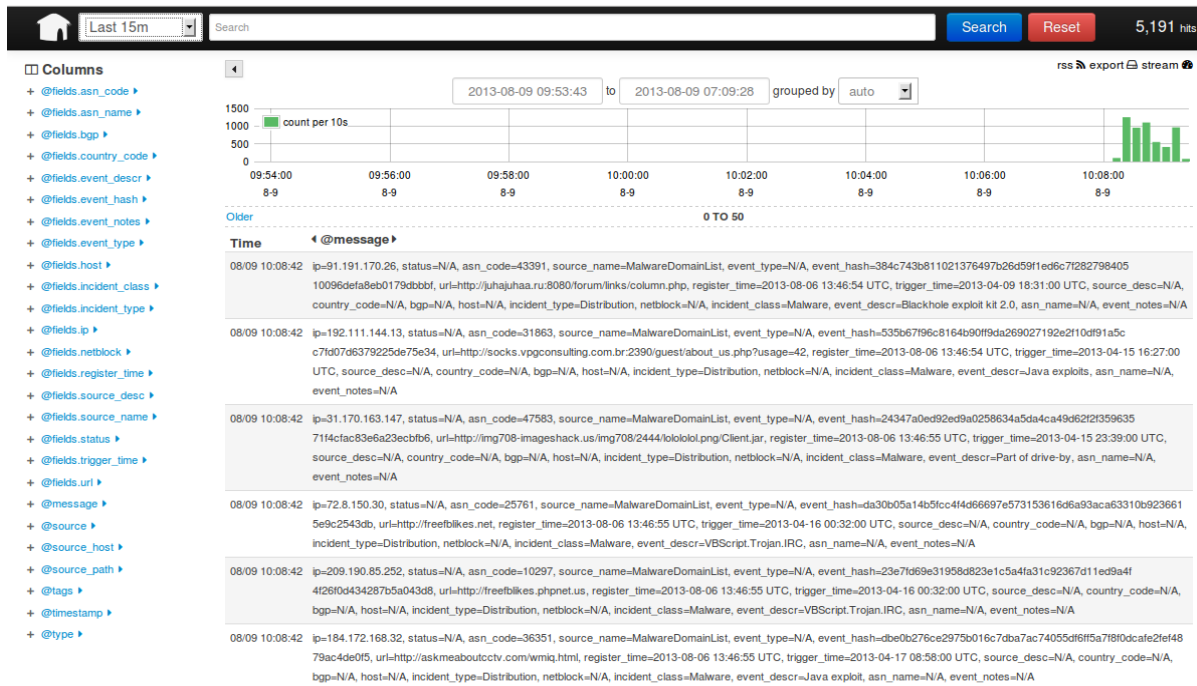 Last 15m
Search
Search
Reset
5,191 hits
Columns
@fields.asn_code
@fields.asn_name
@fields.bgp
@fields.country_code
@fields.event_descr
@fields.event_hash
@fields.event_notes
@fields.event_type
@fields.host
@fields.incident_class
@fields.incident_type
@fields.ip
@fields.netblock
@fields.register_time
@fields.source_desc
@fields.source_name
@fields.status
@fields.trigger_time
@fields.url
@message
@source
@source_host
@source_path
@tags
@timestamp
@type
rss export stream
2013-08-09 09:53:43 to 2013-08-09 07:09:28 grouped by auto
1500
1000
500
0
count per 10s
09:54:00 09:56:00 09:58:00 10:00:00 10:02:00 10:04:00 10:06:00 10:08:00
8-9 8-9 8-9 8-9 8-9 8-9 8-9 8-9
Older 0 TO 50
Time @message
08/09 10:08:42 ip=91.191.170.26, status=N/A, asn_code=43391, source_name=MalwareDomainList, event_type=N/A, event_hash=384c743b811021376497b26d59f1ed6c7f282798405
10096defa8eb0179dbbbf, url=http://juhajuhaa.ru:8080/forum/links/column.php, register_time=2013-08-06 13:46:54 UTC, trigger_time=2013-04-09 18:31:00 UTC, source_desc=N/A,
country_code=N/A, bgp=N/A, host=N/A, incident_type=Distribution, netblock=N/A, incident_class=Malware, event_descr=Blackhole exploit kit 2.0, asn_name=N/A, event_notes=N/A
08/09 10:08:42 ip=192.111.144.13, status=N/A, asn_code=31863, source_name=MalwareDomainList, event_type=N/A, event_hash=535b67f96c8164b90ff9da269027192e2f10df91a5c
c7fd07d6379225de75e34, url=http://socks.vpgconsulting.com.br:2390/guest/about_us.php?usage=42, register_time=2013-08-06 13:46:54 UTC, trigger_time=2013-04-15 16:27:00
UTC, source_desc=N/A, country_code=N/A, bgp=N/A, host=N/A, incident_type=Distribution, netblock=N/A, incident_class=Malware, event_descr=Java exploits, asn_name=N/A,
event_notes=N/A
08/09 10:08:42 ip=31.170.163.147, status=N/A, asn_code=47583, source_name=MalwareDomainList, event_type=N/A, event_hash=24347a0ed92ed9a0258634a5da4ca49d62f2f359635
71f4cfac83e6a23ecbfb6, url=http://img708-imageshack.us/img708/2444/lolololol.png/Client.jar, register_time=2013-08-06 13:46:55 UTC, trigger_time=2013-04-15 23:39:00 UTC,
source_desc=N/A, country_code=N/A, bgp=N/A, host=N/A, incident_type=Distribution, netblock=N/A, incident_class=Malware, event_descr=Part of drive-by, asn_name=N/A,
event_notes=N/A
08/09 10:08:42 ip=72.8.150.30, status=N/A, asn_code=25761, source_name=MalwareDomainList, event_type=N/A, event_hash=da30b05a14b5fcc4f4d66697e573153616d6a93aca63310b923661
5e9c2543db, url=http://freefblikes.net, register_time=2013-08-06 13:46:55 UTC, trigger_time=2013-04-16 00:32:00 UTC, source_desc=N/A, country_code=N/A, bgp=N/A, host=N/A,
incident_type=Distribution, netblock=N/A, incident_class=Malware, event_descr=VBScript.Trojan.IRC, asn_name=N/A, event_notes=N/A
08/09 10:08:42 ip=209.190.85.252, status=N/A, asn_code=10297, source_name=MalwareDomainList, event_type=N/A, event_hash=23e7fd69e31958d823e1c5a4fa31c92367d11ed9a4f
4f26f0d434287b5a043d8, url=http://freefblikes.phpnet.us, register_time=2013-08-06 13:46:55 UTC, trigger_time=2013-04-16 00:32:00 UTC, source_desc=N/A, country_code=N/A,
bgp=N/A, host=N/A, incident_type=Distribution, netblock=N/A, incident_class=Malware, event_descr=VBScript.Trojan.IRC, asn_name=N/A, event_notes=N/A
08/09 10:08:42 ip=184.172.168.32, status=N/A, asn_code=36351, source_name=MalwareDomainList, event_type=N/A, event_hash=dbe0b276ce2975b016c7dba7ac74055df6ff5a7f8f0dcafe2fef48
79ac4de0f5, url=http://askmeaboutcctv.com/wmiq.html, register_time=2013-08-06 13:46:55 UTC, trigger_time=2013-04-17 08:58:00 UTC, source_desc=N/A, country_code=N/A,
bgp=N/A, host=N/A, incident_type=Distribution, netblock=N/A, incident_class=Malware, event_descr=Java exploit, asn_name=N/A, event_notes=N/A